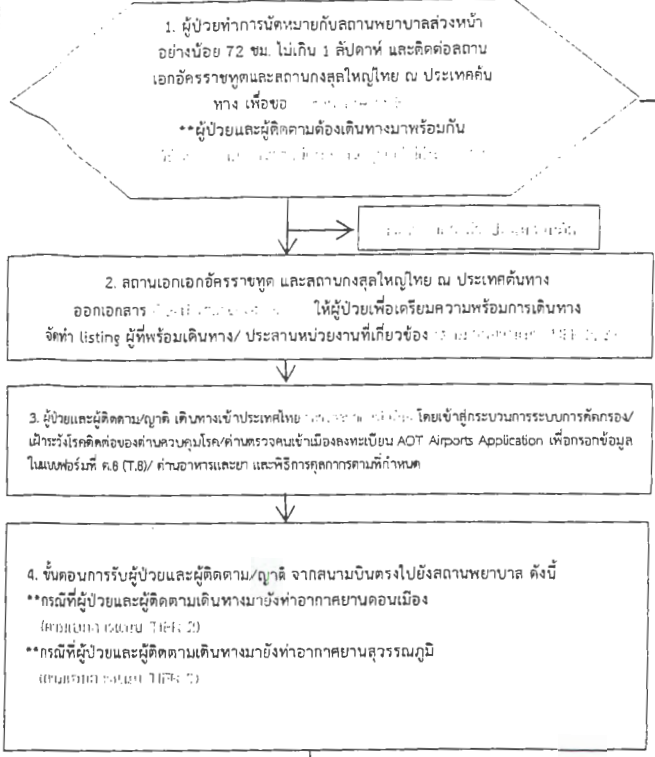 1. ผู้ป่วยทำการนัดหมายกับสถานพยาบาลล่วงหน้า
อย่างน้อย 72 ชม. ไม่เกิน 1 สัปดาห์ และติดต่อสถาน
เอกอัครราชทูตและสถานกงสุลใหญ่ไทย ณ ประเทศต้น
ทาง เพื่อขอ
**ผู้ป่วยและผู้ติดตามต้องเดินทางมาพร้อมกัน
2. สถานเอกเอกอัครราชทูต และสถานกงสุลใหญ่ไทย ณ ประเทศต้นทาง
ออกเอกสาร ให้ผู้ป่วยเพื่อเตรียมความพร้อมการเดินทาง
จัดทำ listing ผู้ที่พร้อมเดินทาง/ ประสานหน่วยงานที่เกี่ยวข้อง
3. ผู้ป่วยและผู้ติดตาม/ญาติ เดินทางเข้าประเทศไทย โดยเข้าสู่กระบวนการระบบการคัดกรอง/
เฝ้าระวังโรคติดต่อของด่านควบคุมโรค/ด่านตรวจคนเข้าเมืองลงทะเบียน AOT Airports Application เพื่อกรอกข้อมูล
ในแบบฟอร์มที่ ต.8 (T.8)/ ด่านอาหารและยา และพิธีการศุลกากรตามที่กำหนด
4. ขั้นตอนการรับผู้ป่วยและผู้ติดตาม/ญาติ จากสนามบินตรงไปยังสถานพยาบาล ดังนี้
**กรณีที่ผู้ป่วยและผู้ติดตามเดินทางมายังท่าอากาศยานดอนเมือง
**กรณีที่ผู้ป่วยและผู้ติดตามเดินทางมายังท่าอากาศยานสุวรรณภูมิ